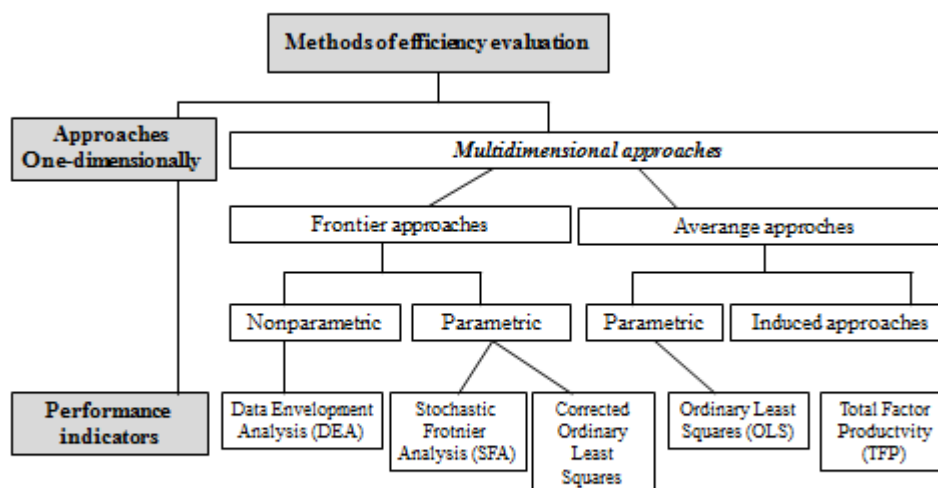 Methods of efficiency evaluation
Approaches
One-dimensionally
Multidimensional approaches
Frontier approaches
Averange approches
Nonparametric
Parametric
Parametric
Induced approaches
Performance
indicators
Data Envelopment
Analysis (DEA)
Stochastic
Frotnier
Analysis (SFA)
Corrected
Ordinary
Least
Squares
Ordinary Least
Squares (OLS)
Total Factor
Productvity
(TFP)